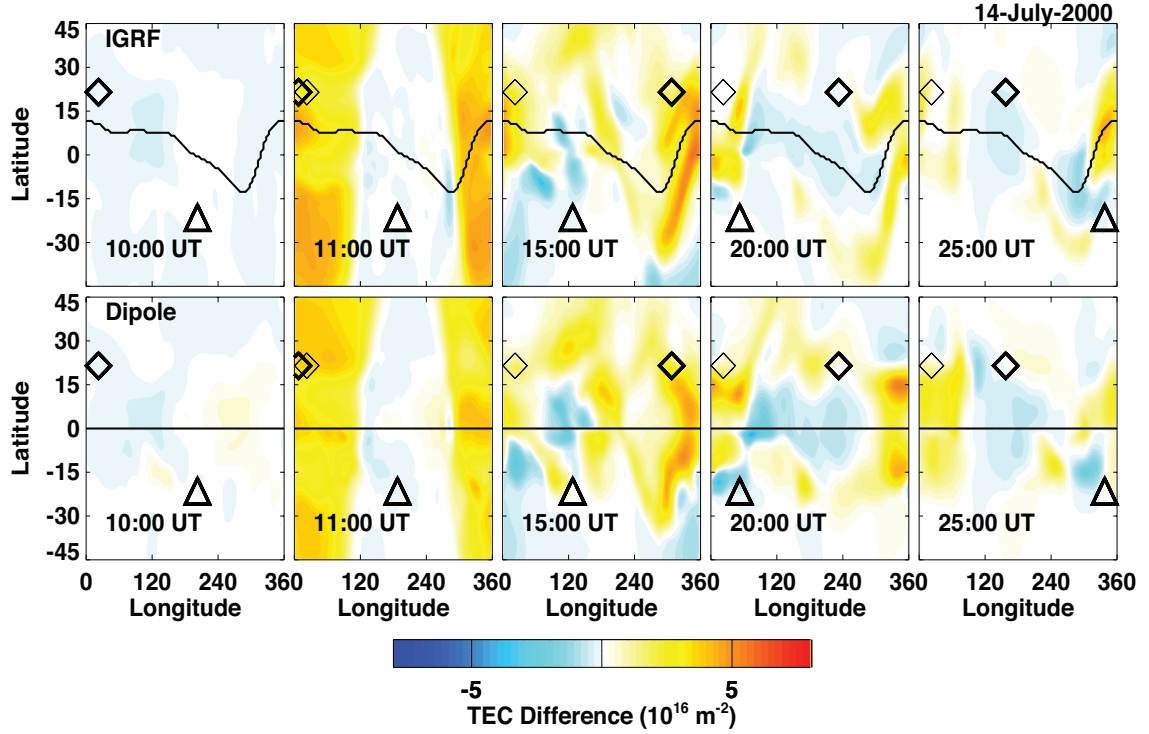 14-July-2000
45 30 15 0 -15 -30
Latitude
IGRF
10:00 UT 11:00 UT 15:00 UT 20:00 UT 25:00 UT
45 30 15 0 -15 -30 -45
Latitude
Dipole
10:00 UT 11:00 UT 15:00 UT 20:00 UT 25:00 UT
0 120 240 360 120 240 360 120 240 360 120 240 360 120 240 360
Longitude Longitude Longitude Longitude Longitude
-5 5
TEC Difference (10¹⁶ m⁻²)